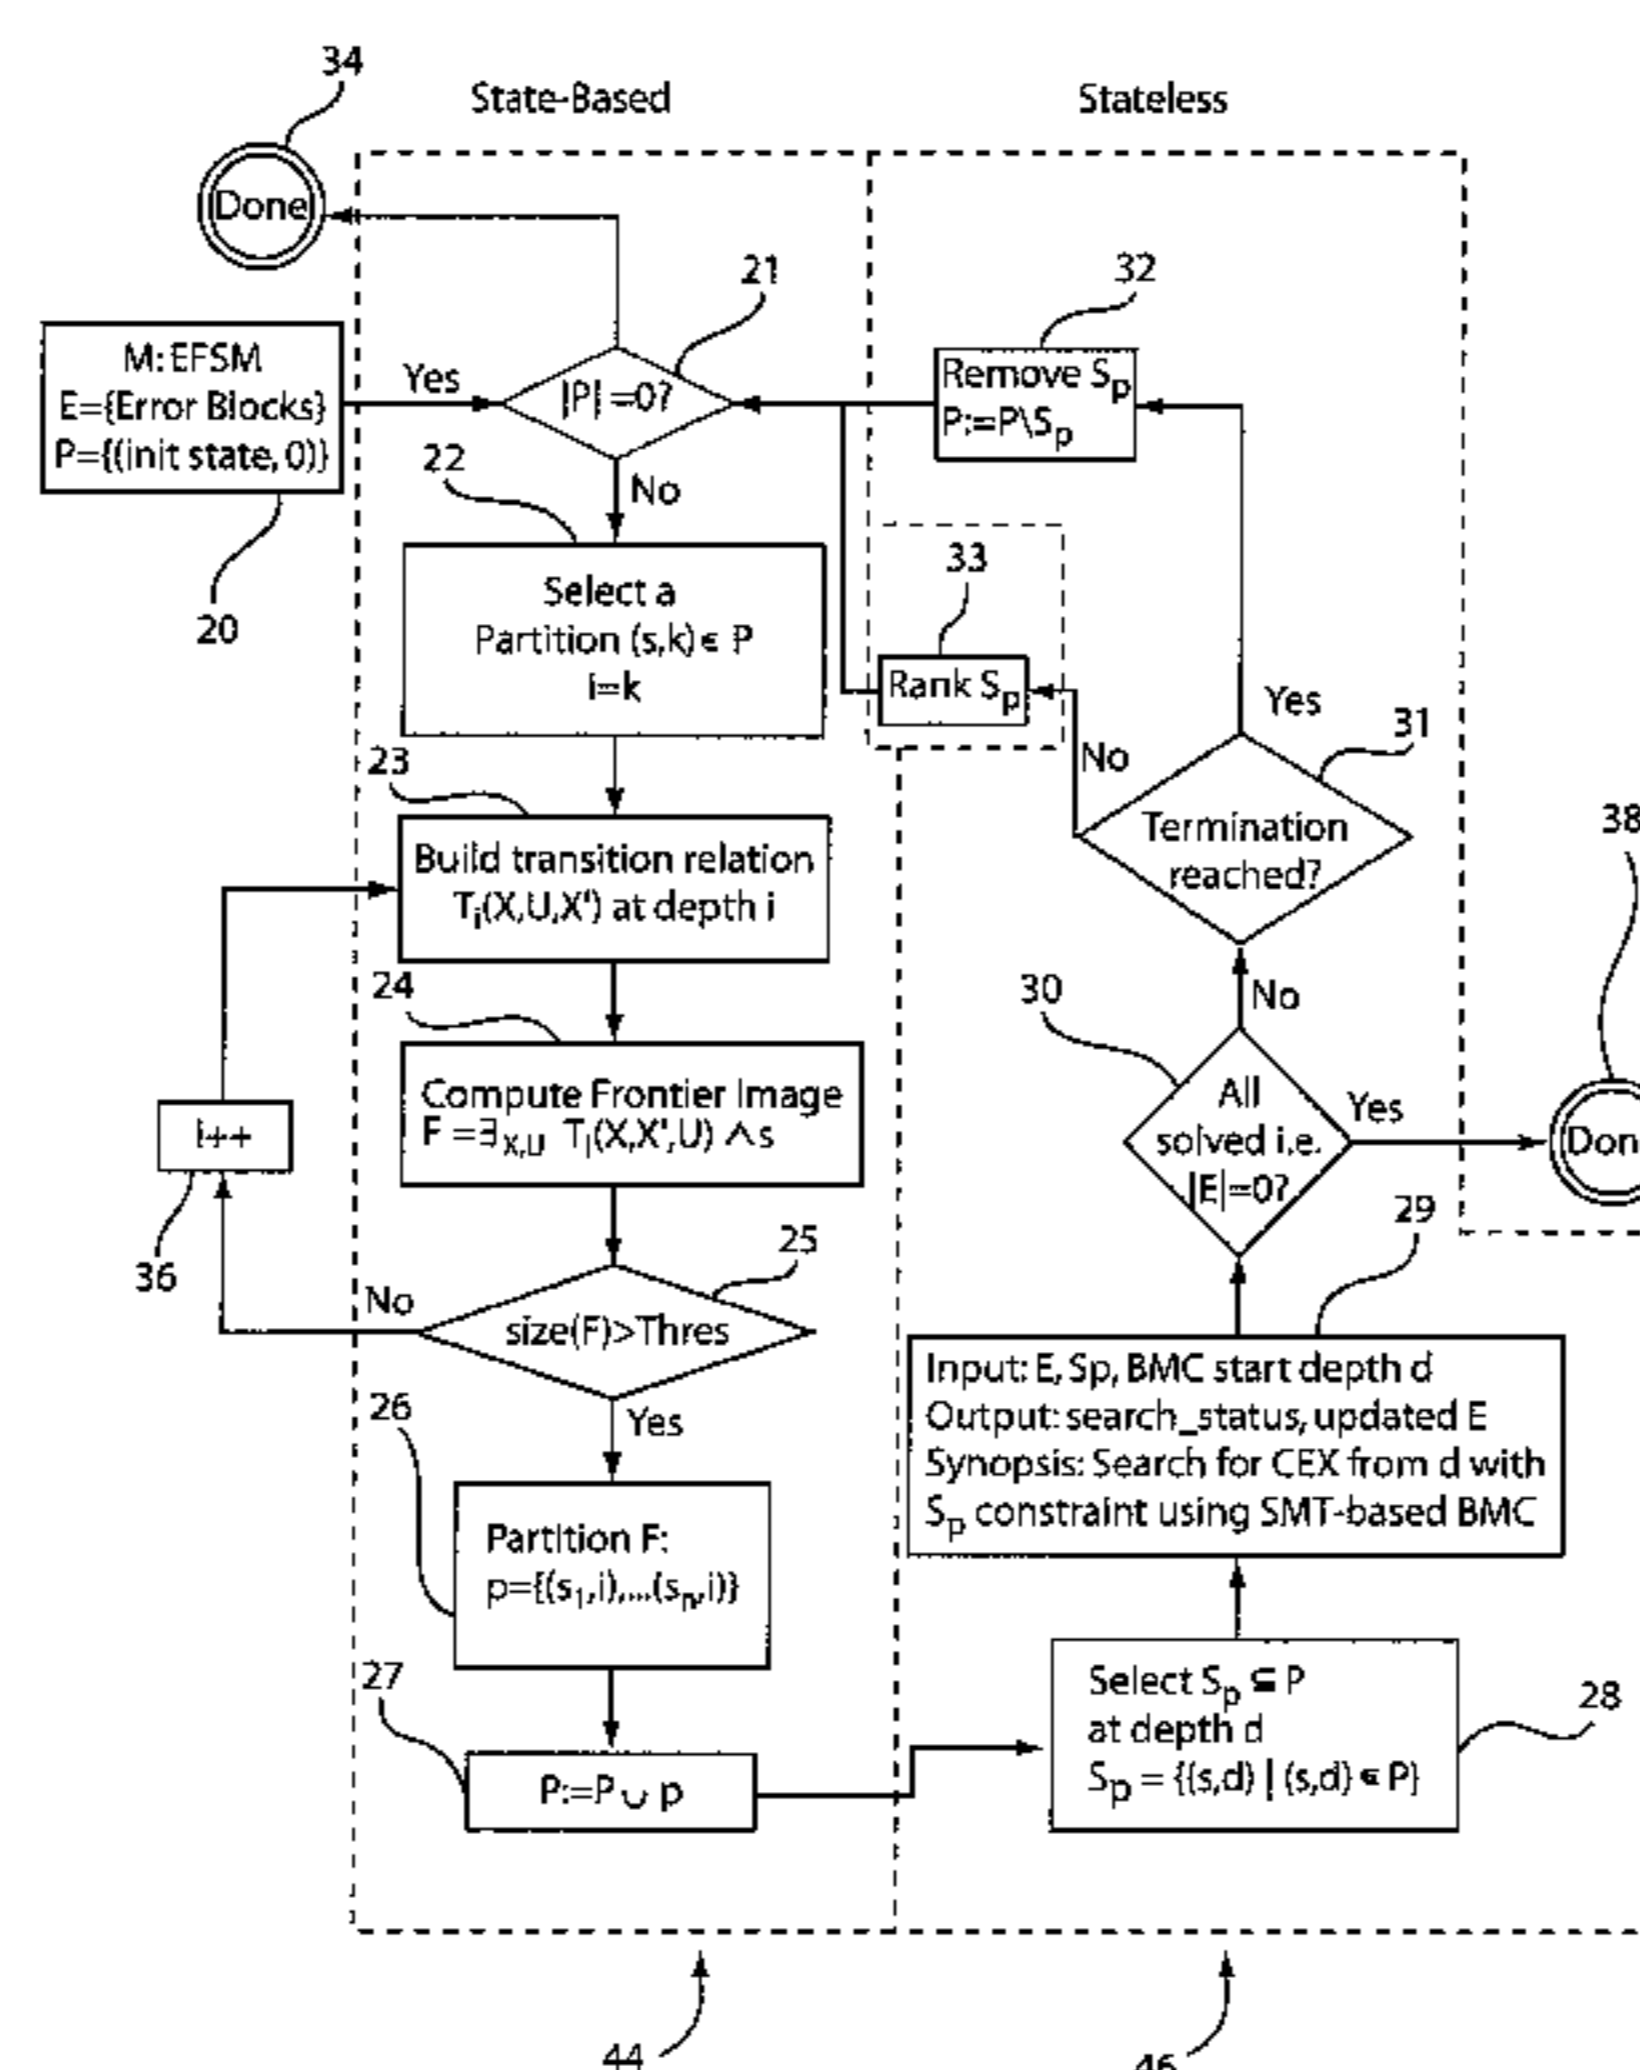 34
State-Based
Stateless
Done
21
32
M: EFSM
E={Error Blocks}
P={(init state, 0)}
Yes
|P| =0?
Remove Sp
P:=P\Sp
22
No
20
Select a
Partition (s,k) ∈ P
i=k
33
Rank Sp
Yes
31
No
23
Termination
reached?
38
Build transition relation
Ti(X,U,X') at depth i
24
30
No
Compute Frontier Image
F =∃X,U Ti(X,X',U) ∧ s
All
solved i.e.
|E|=0?
Yes
Don
i++
36
25
29
No
size(F)>Thres
Yes
26
Input: E, Sp, BMC start depth d
Output: search_status, updated E
Synopsis: Search for CEX from d with
Sp constraint using SMT-based BMC
Partition F:
p={(s1,i),...(sn,i)}
27
P:=P ∪ p
Select Sp ⊆ P
at depth d
Sp = {(s,d) | (s,d) ∈ P}
28
44
46